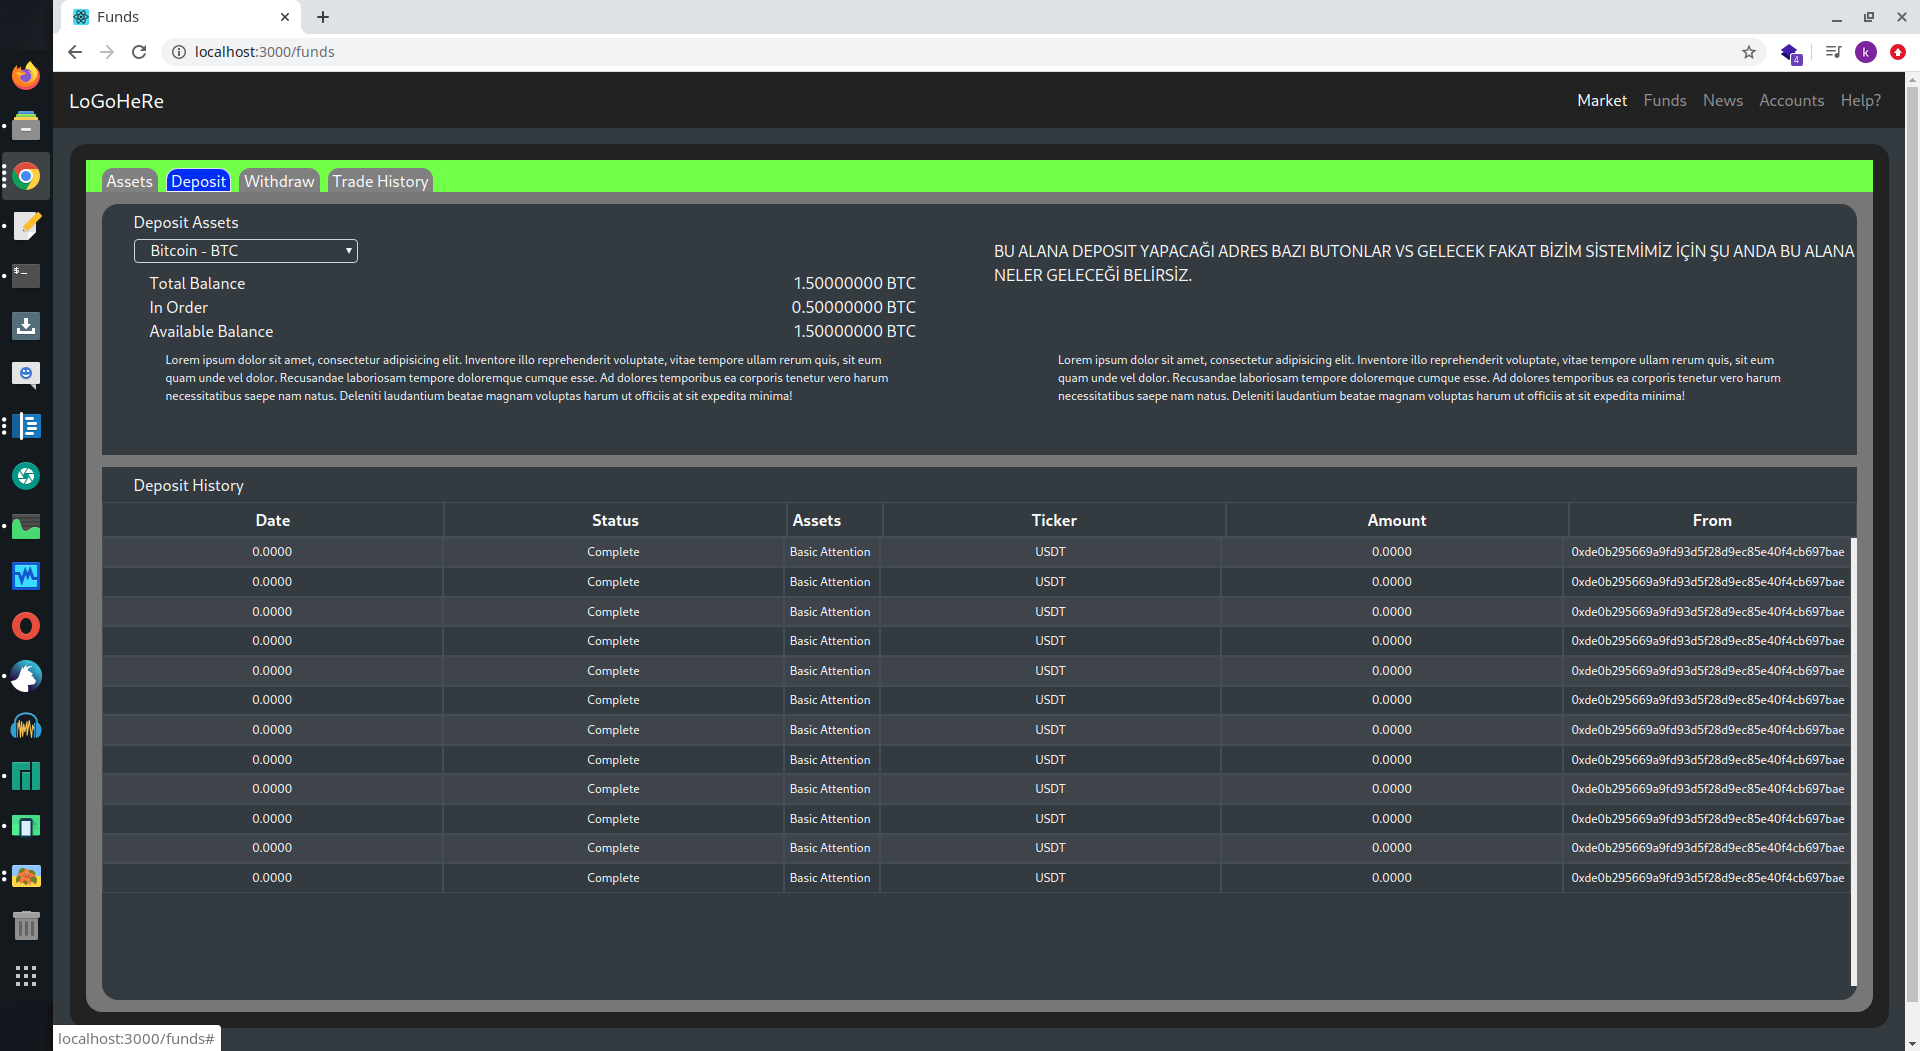 Funds
localhost:3000/funds
4
k
LoGoHeRe
Market Funds News Accounts Help?
Assets Deposit Withdraw Trade History
Deposit Assets
Bitcoin - BTC
Total Balance 1.50000000 BTC
In Order 0.50000000 BTC
Available Balance 1.50000000 BTC
BU ALANA DEPOSIT YAPACAĞI ADRES BAZI BUTONLAR VS GELECEK FAKAT BİZİM SİSTEMİMİZ İÇİN ŞU ANDA BU ALANA
NELER GELECEĞİ BELİRSİZ.
Lorem ipsum dolor sit amet, consectetur adipisicing elit. Inventore illo reprehenderit voluptate, vitae tempore ullam rerum quis, sit eum
quam unde vel dolor. Recusandae laboriosam tempore doloremque cumque esse. Ad dolores temporibus ea corporis tenetur vero harum
necessitatibus saepe nam natus. Deleniti laudantium beatae magnam voluptas harum ut officiis at sit expedita minima!
Lorem ipsum dolor sit amet, consectetur adipisicing elit. Inventore illo reprehenderit voluptate, vitae tempore ullam rerum quis, sit eum
quam unde vel dolor. Recusandae laboriosam tempore doloremque cumque esse. Ad dolores temporibus ea corporis tenetur vero harum
necessitatibus saepe nam natus. Deleniti laudantium beatae magnam voluptas harum ut officiis at sit expedita minima!
Deposit History
Date Status Assets Ticker Amount From
0.0000 Complete Basic Attention USDT 0.0000 0xde0b295669a9fd93d5f28d9ec85e40f4cb697bae
0.0000 Complete Basic Attention USDT 0.0000 0xde0b295669a9fd93d5f28d9ec85e40f4cb697bae
0.0000 Complete Basic Attention USDT 0.0000 0xde0b295669a9fd93d5f28d9ec85e40f4cb697bae
0.0000 Complete Basic Attention USDT 0.0000 0xde0b295669a9fd93d5f28d9ec85e40f4cb697bae
0.0000 Complete Basic Attention USDT 0.0000 0xde0b295669a9fd93d5f28d9ec85e40f4cb697bae
0.0000 Complete Basic Attention USDT 0.0000 0xde0b295669a9fd93d5f28d9ec85e40f4cb697bae
0.0000 Complete Basic Attention USDT 0.0000 0xde0b295669a9fd93d5f28d9ec85e40f4cb697bae
0.0000 Complete Basic Attention USDT 0.0000 0xde0b295669a9fd93d5f28d9ec85e40f4cb697bae
0.0000 Complete Basic Attention USDT 0.0000 0xde0b295669a9fd93d5f28d9ec85e40f4cb697bae
0.0000 Complete Basic Attention USDT 0.0000 0xde0b295669a9fd93d5f28d9ec85e40f4cb697bae
0.0000 Complete Basic Attention USDT 0.0000 0xde0b295669a9fd93d5f28d9ec85e40f4cb697bae
0.0000 Complete Basic Attention USDT 0.0000 0xde0b295669a9fd93d5f28d9ec85e40f4cb697bae
localhost:3000/funds#